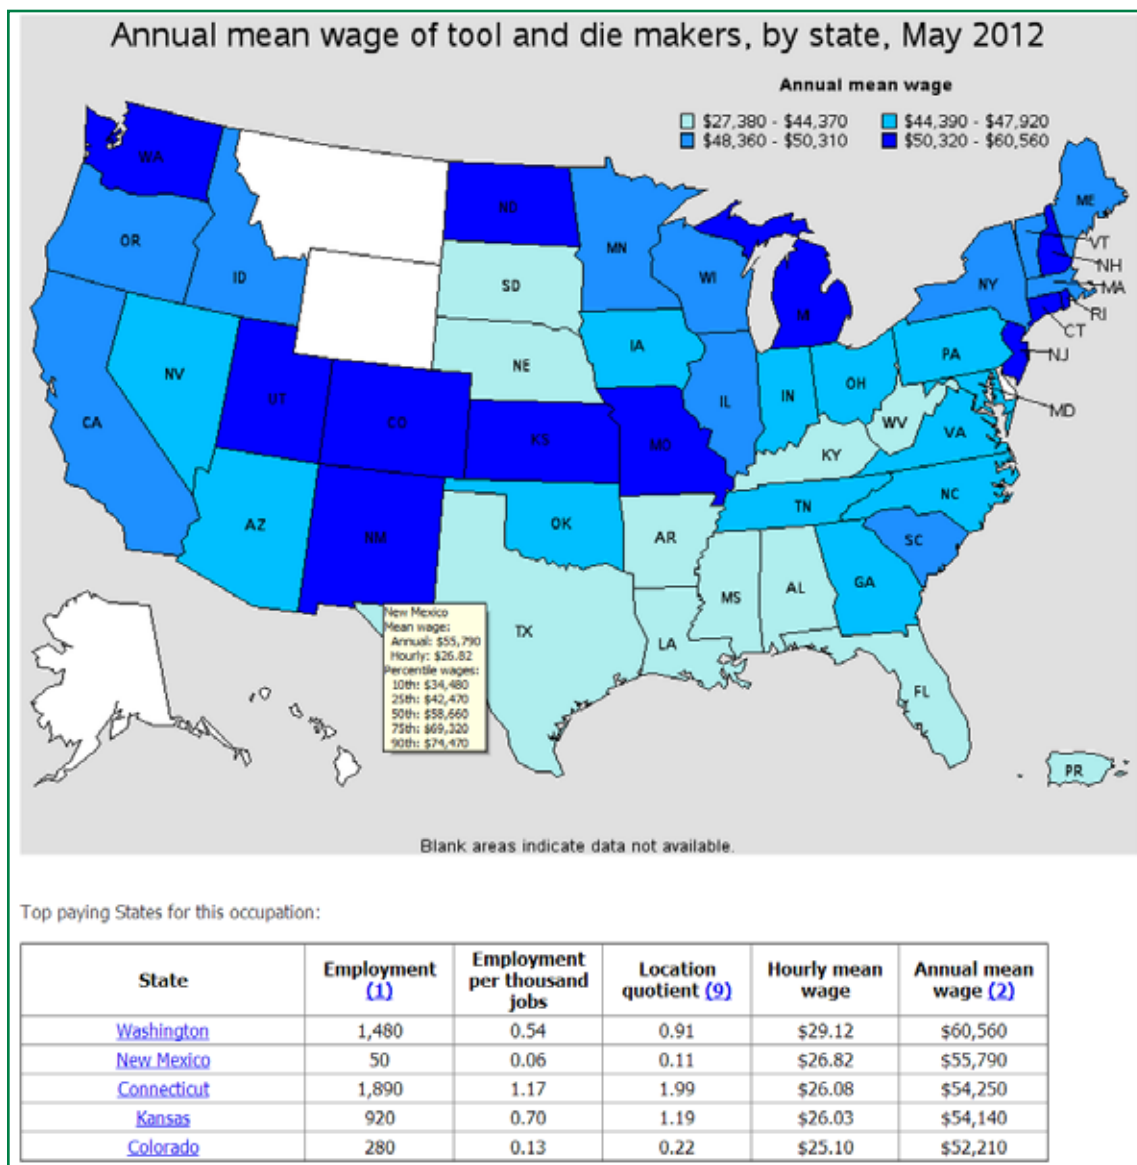 Annual mean wage of tool and die makers, by state, May 2012
Annual mean wage
$27,380 - $44,370 $44,390 - $47,920
$48,360 - $50,310 $50,320 - $60,560
WA
ND
ME
OR
MN
VT
ID
WI
NH
SD
NY
MA
MI
RI
IA
CT
NV
NE
PA
NJ
UT
CO
IL
IN
OH
MD
CA
KS
MO
WV
VA
KY
AZ
OK
TN
NC
NM
AR
SC
MS
AL
GA
TX
LA
FL
PR
New Mexico
Mean wage:
Annual: $55,790
Hourly: $26.82
Percentile wages:
10th: $34,480
25th: $42,470
50th: $58,660
75th: $69,320
90th: $74,470
Blank areas indicate data not available.
Top paying States for this occupation:
State Employment (1) Employment per thousand jobs Location quotient (9) Hourly mean wage Annual mean wage (2)
Washington 1,480 0.54 0.91 $29.12 $60,560
New Mexico 50 0.06 0.11 $26.82 $55,790
Connecticut 1,890 1.17 1.99 $26.08 $54,250
Kansas 920 0.70 1.19 $26.03 $54,140
Colorado 280 0.13 0.22 $25.10 $52,210